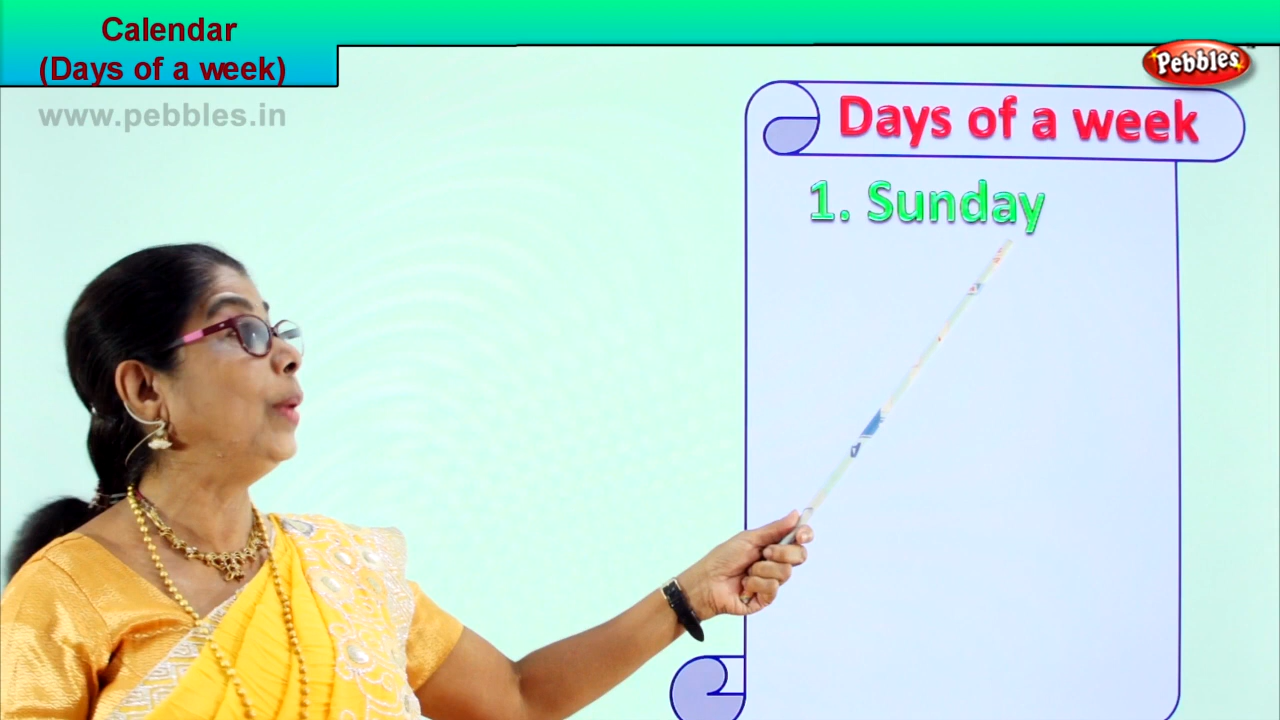 Calendar
(Days of a week)
www.pebbles.in
Pebbles
Days of a week
1. Sunday